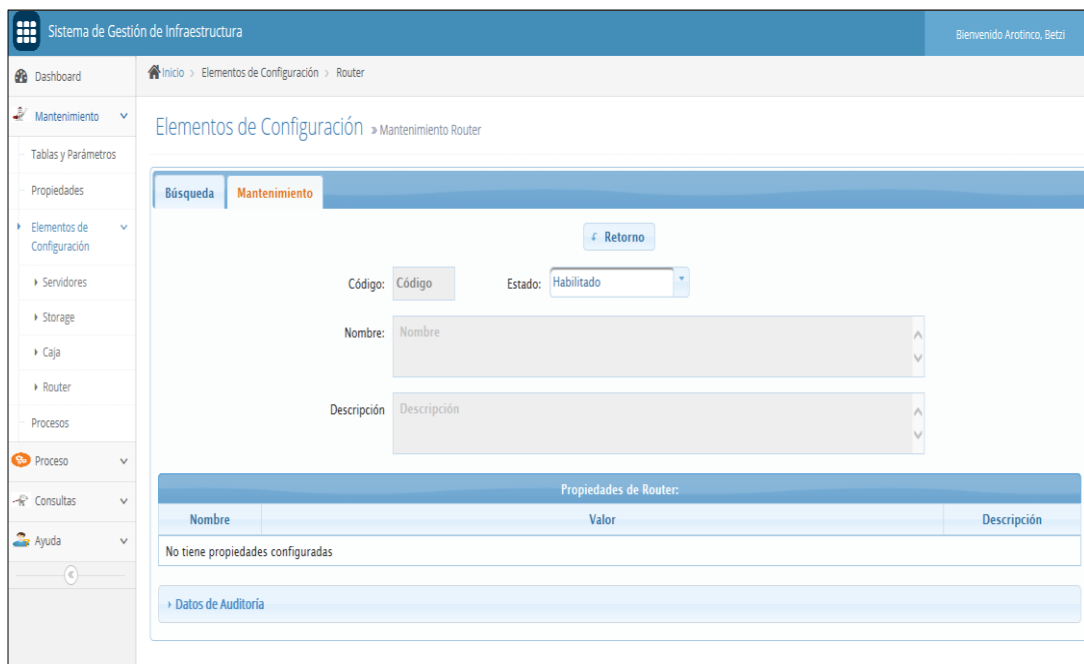 Sistema de Gestión de Infraestructura
Bienvenido Arotinco, Betzi
Dashboard
Mantenimiento
Tablas y Parámetros
Propiedades
Elementos de
Configuración
Servidores
Storage
Caja
Router
Procesos
Proceso
Consultas
Ayuda
Inicio > Elementos de Configuración > Router
Elementos de Configuración » Mantenimiento Router
Búsqueda Mantenimiento
Retorno
Código: Código Estado: Habilitado
Nombre: Nombre
Descripción Descripción
Propiedades de Router:
Nombre Valor Descripción
No tiene propiedades configuradas
Datos de Auditoría